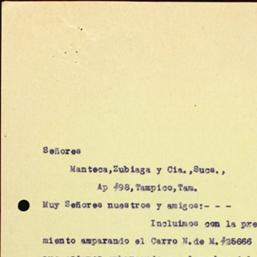 Señores
Manteca,Zubiaga y Cia.,Sucs.,
Ap #98,Tampico,Tam.
Muy Señores nuestros y amigos:- - -
Incluimos con la pre
miento amparando el Carro N.de M.#25666